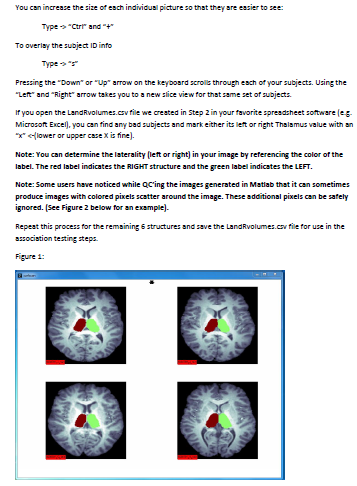 You can increase the size of each individual picture so that they are easier to see:
Type -> "Ctrl" and "+"
To overlay the subject ID info
Type -> "s"
Pressing the "Down" or "Up" arrow on the keyboard scrolls through each of your subjects. Using the
"Left" and "Right" arrow takes you to a new slice view for that same set of subjects.
If you open the LandRvolumes.csv file we created in Step 2 in your favorite spreadsheet software (e.g.
Microsoft Excel), you can find any bad subjects and mark either its left or right Thalamus value with an
"x" <-(lower or upper case X is fine).
Note: You can determine the laterality (left or right) in your image by referencing the color of the
label. The red label indicates the RIGHT structure and the green label indicates the LEFT.
Note: Some users have noticed while QC'ing the images generated in Matlab that it can sometimes
produce images with colored pixels scatter around the image. These additional pixels can be safely
ignored. (See Figure 2 below for an example).
Repeat this process for the remaining 6 structures and save the LandRvolumes.csv file for use in the
association testing steps.
Figure 1: